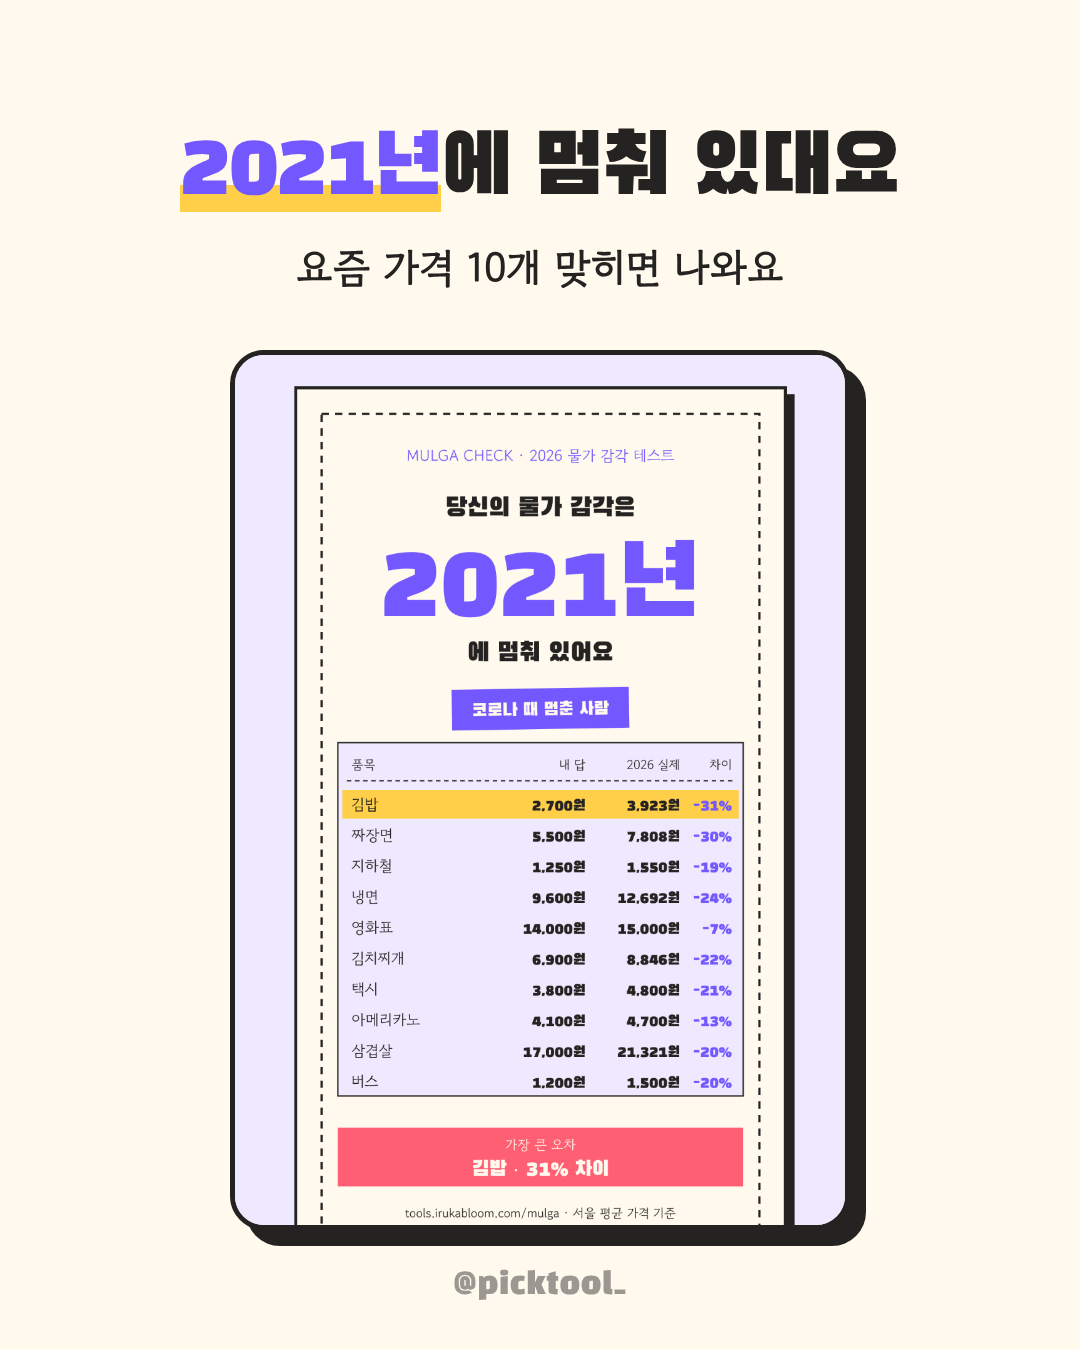 2021년에 멈춰 있대요
요즘 가격 10개 맞히면 나와요
MULGA CHECK · 2026 물가 감각 테스트
당신의 물가 감각은
2021년
에 멈춰 있어요
코로나 때 멈춘 사람
품목 내 답 2026 실제 차이
김밥 2,700원 3,923원 -31%
짜장면 5,500원 7,808원 -30%
지하철 1,250원 1,550원 -19%
냉면 9,600원 12,692원 -24%
영화표 14,000원 15,000원 -7%
김치찌개 6,900원 8,846원 -22%
택시 3,800원 4,800원 -21%
아메리카노 4,100원 4,700원 -13%
삼겹살 17,000원 21,321원 -20%
버스 1,200원 1,500원 -20%
가장 큰 오차
김밥 · 31% 차이
tools.irukabloom.com/mulga · 서울 평균 가격 기준
@picktool_